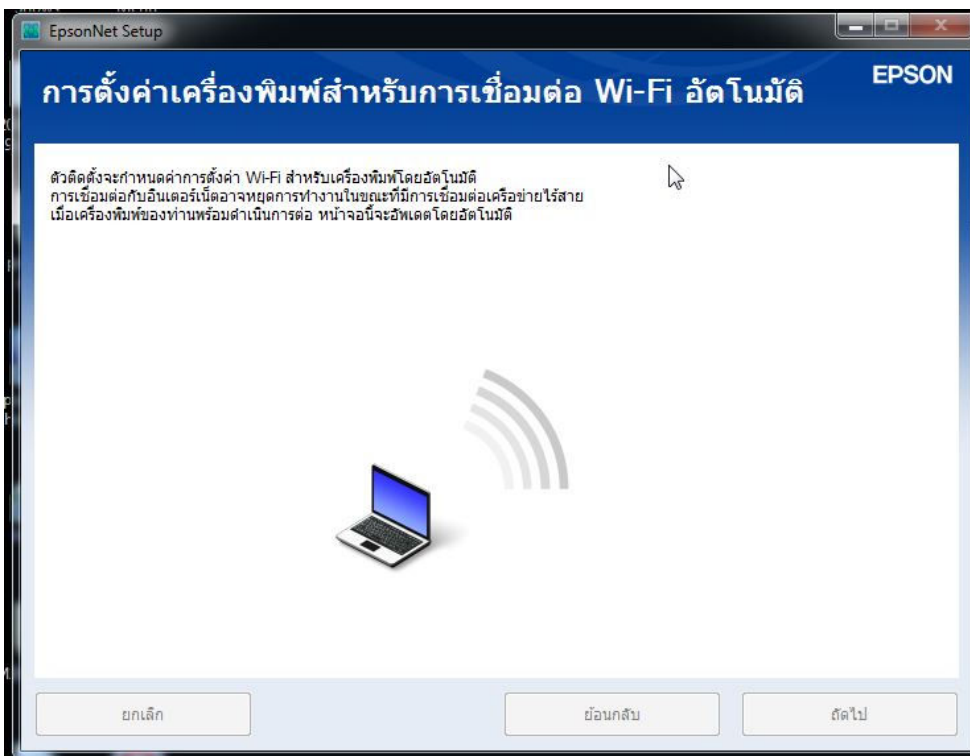 EpsonNet Setup
การตั้งค่าเครื่องพิมพ์สำหรับการเชื่อมต่อ Wi-Fi อัตโนมัติ
EPSON
ตัวติดตั้งจะกำหนดค่าการตั้งค่า Wi-Fi สำหรับเครื่องพิมพ์โดยอัตโนมัติ
การเชื่อมต่อกับอินเตอร์เน็ตอาจหยุดการทำงานในขณะที่มีการเชื่อมต่อเครือข่ายไร้สาย
เมื่อเครื่องพิมพ์ของท่านพร้อมดำเนินการต่อ หน้าจอนี้จะอัพเดตโดยอัตโนมัติ
ยกเลิก
ย้อนกลับ
ถัดไป